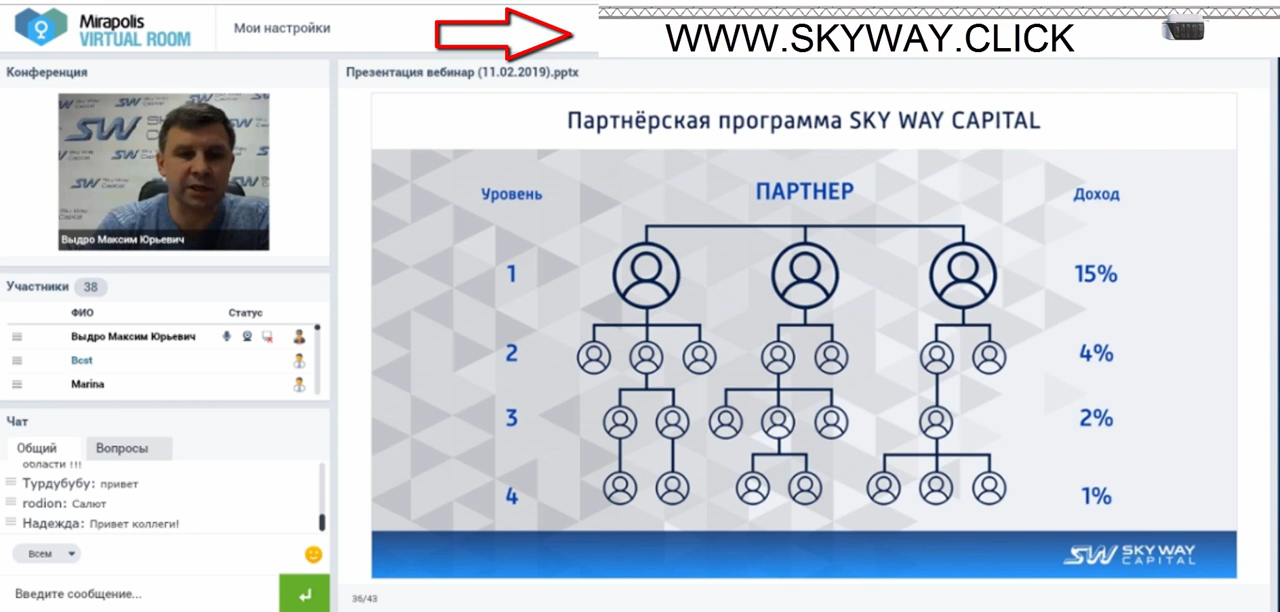 Mirapolis
VIRTUAL ROOM
Мои настройки
WWW.SKYWAY.CLICK
Конференция
SW
Выдро Максим Юрьевич
Участники 38
ФИО Статус
Выдро Максим Юрьевич
Bcst
Marina
Чат
Общий Вопросы
области !!!
Турдубубу: привет
rodion: Салют
Надежда: Привет коллеги!
Всем
Введите сообщение...
Презентация вебинар (11.02.2019).pptx
Партнёрская программа SKY WAY CAPITAL
Уровень ПАРТНЕР Доход
1 15%
2 4%
3 2%
4 1%
SW SKY WAY
CAPITAL
36/43